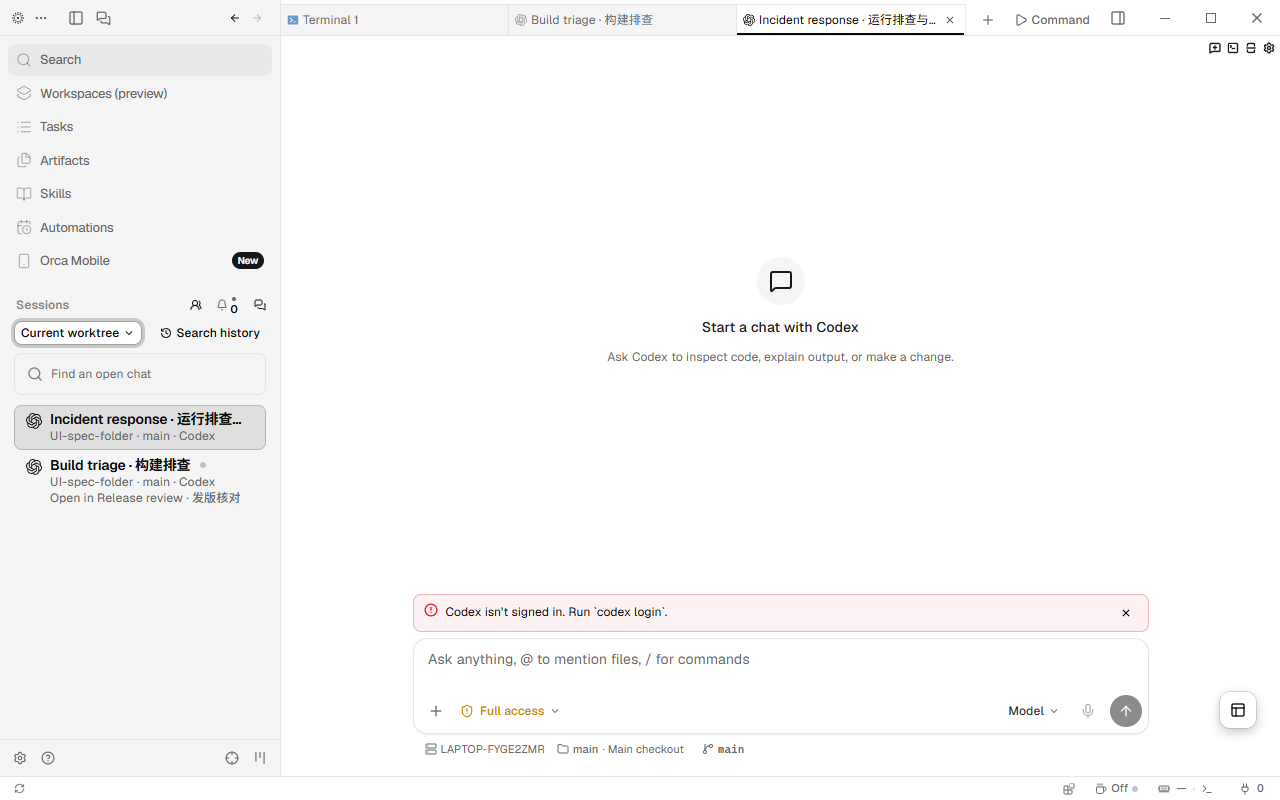 Terminal 1
Build triage · 构建排查
Incident response · 运行排查与...
Command
Search
Workspaces (preview)
Tasks
Artifacts
Skills
Automations
Orca Mobile
New
Sessions
0
Current worktree
Search history
Find an open chat
Incident response · 运行排查...
UI-spec-folder · main · Codex
Build triage · 构建排查
UI-spec-folder · main · Codex
Open in Release review · 发版核对
Start a chat with Codex
Ask Codex to inspect code, explain output, or make a change.
Codex isn't signed in. Run `codex login`.
Ask anything, @ to mention files, / for commands
Full access
Model
LAPTOP-FYGE2ZMR
main · Main checkout
main
Off
— ·
0